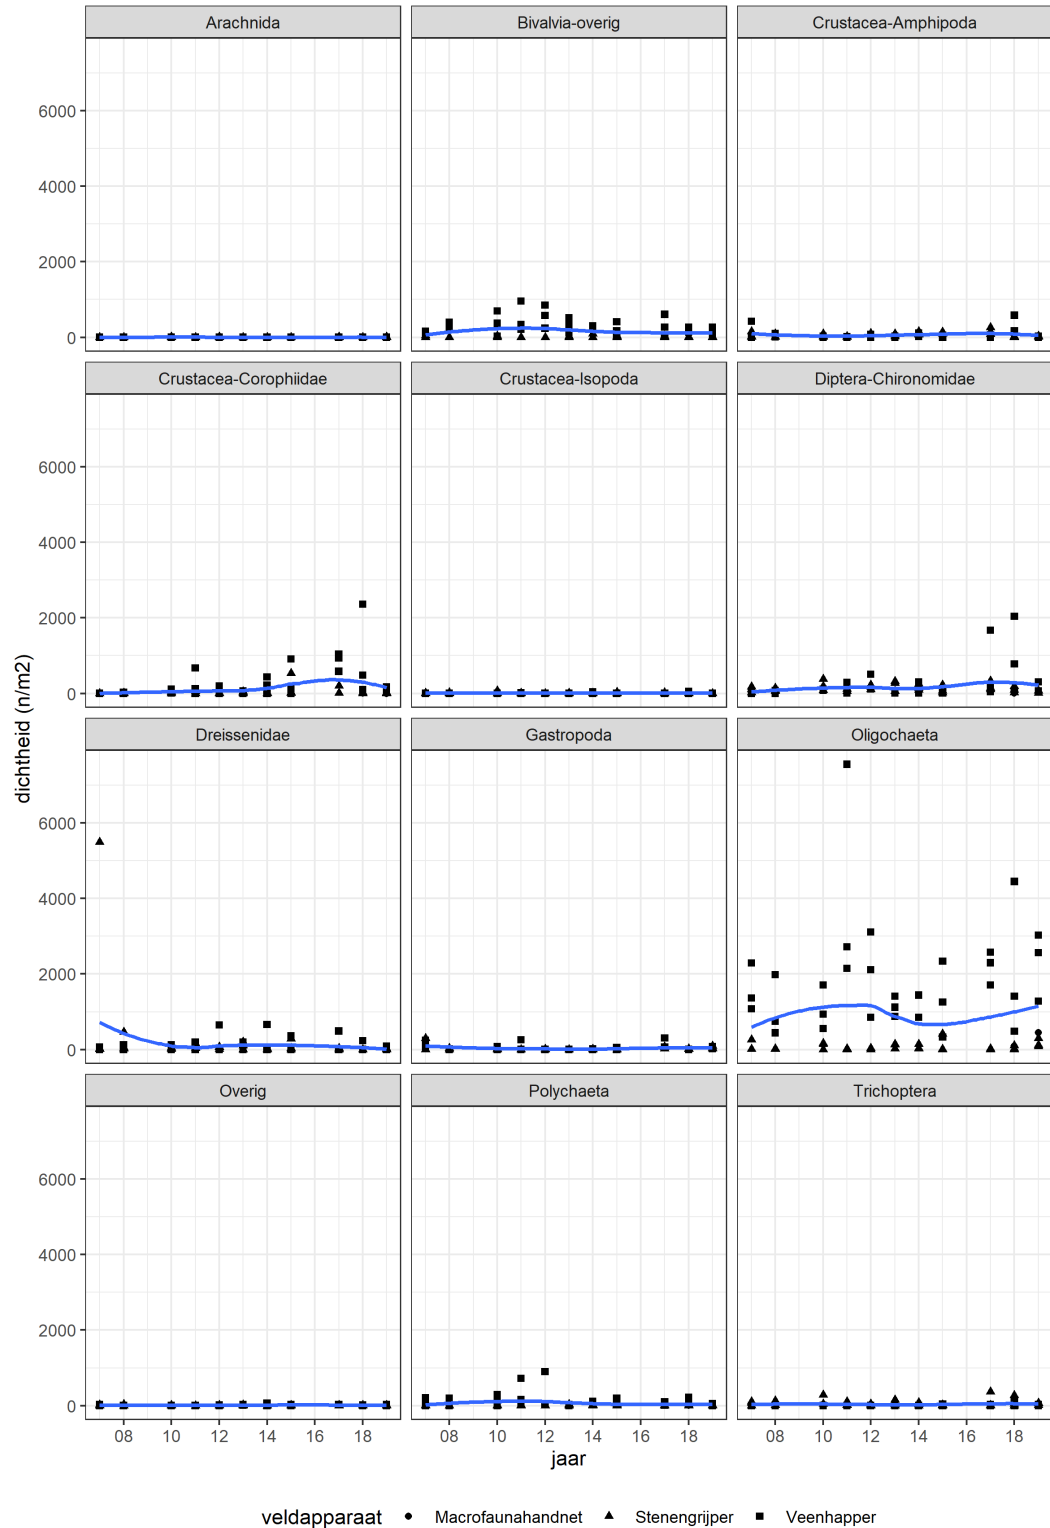 Arachnida Bivalvia-overig Crustacea-Amphipoda
6000
4000
2000
0
Crustacea-Corophiidae Crustacea-Isopoda Diptera-Chironomidae
6000
4000
2000
0
Dreissenidae Gastropoda Oligochaeta
6000
4000
2000
0
Overig Polychaeta Trichoptera
6000
4000
2000
0
dichtheid (n/m2)
08 10 12 14 16 18 08 10 12 14 16 18 08 10 12 14 16 18
jaar
veldapparaat Macrofaunahandnet Stenengrijper Veenhapper